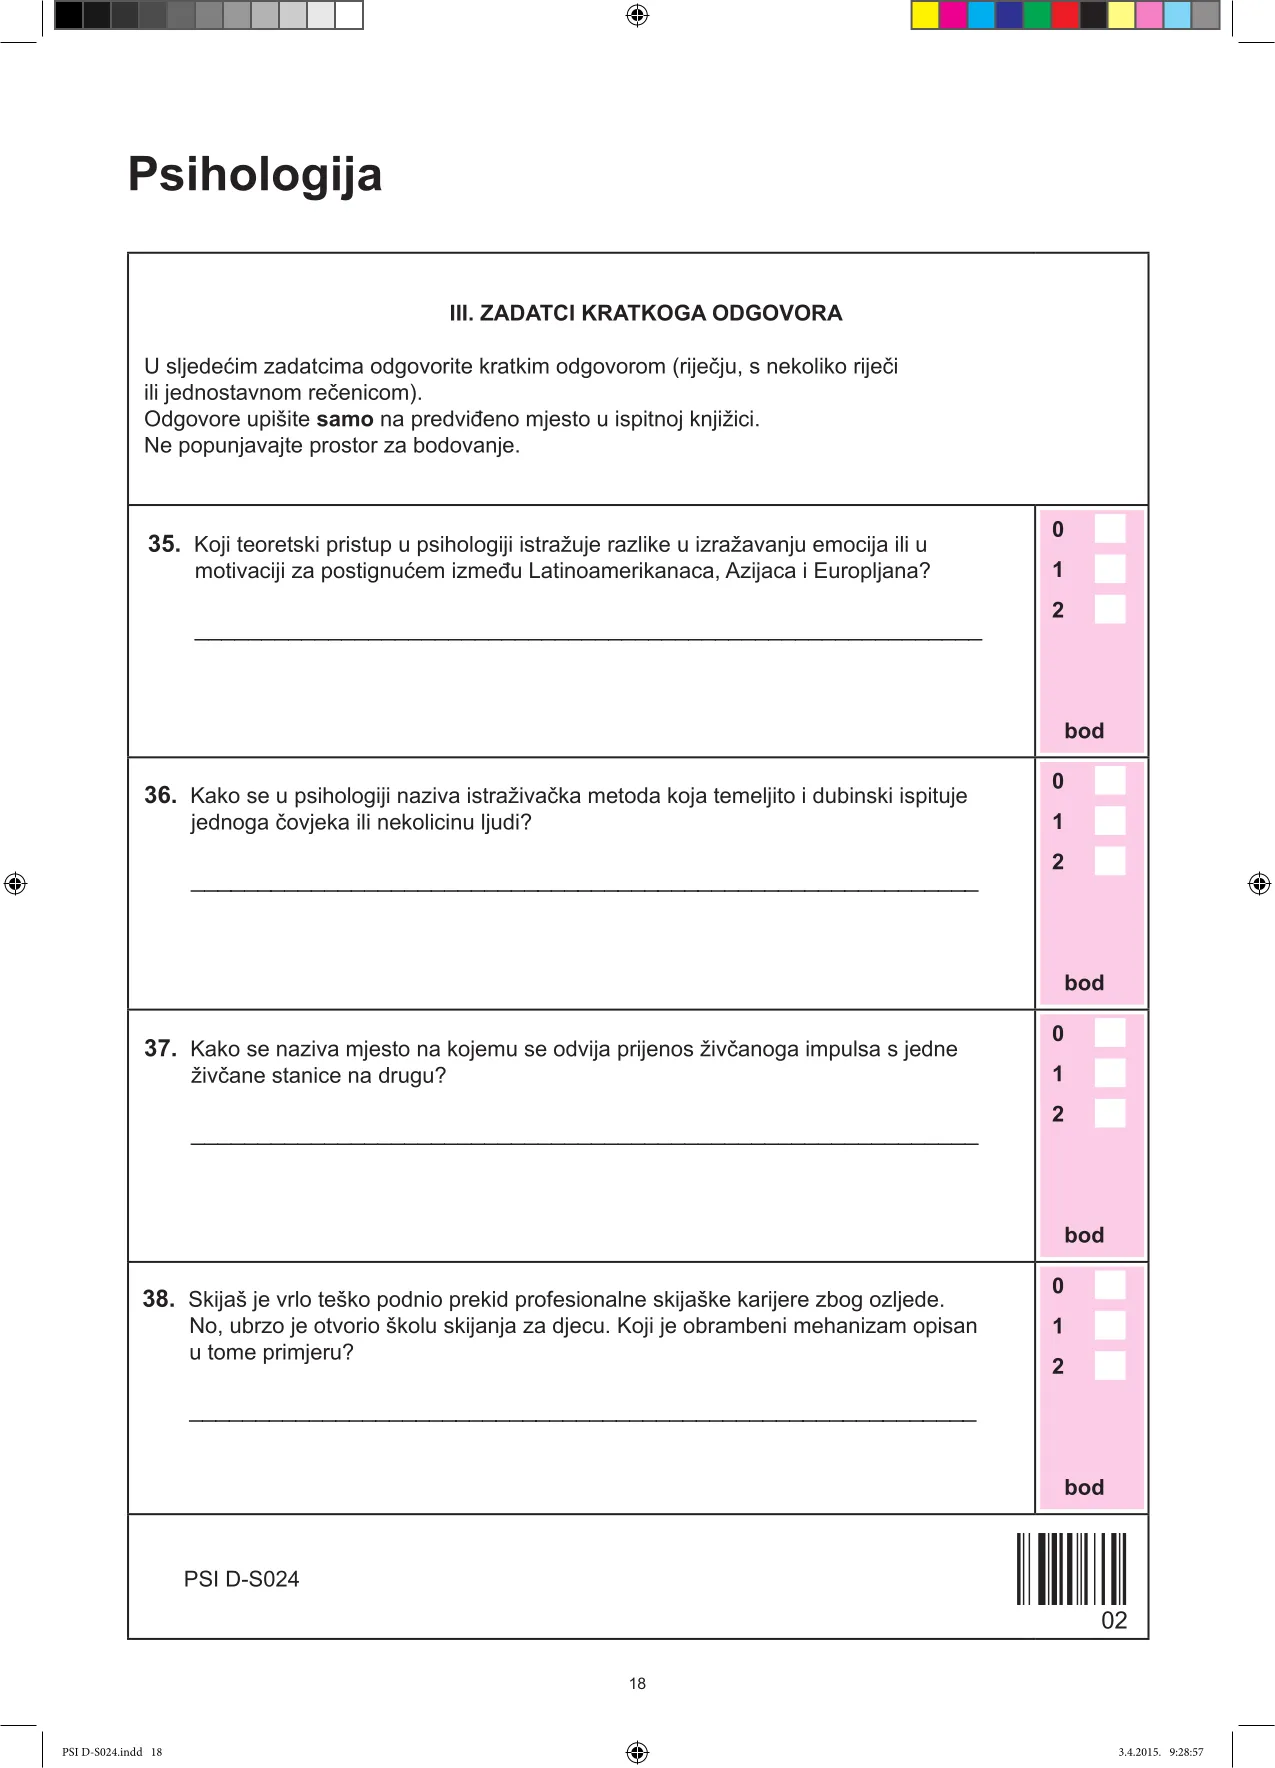 Psihologija
III. ZADATCI KRATKOGA ODGOVORA
U sljedećim zadatcima odgovorite kratkim odgovorom (riječju, s nekoliko riječi
ili jednostavnom rečenicom).
Odgovore upišite samo na predviđeno mjesto u ispitnoj knjižici.
Ne popunjavajte prostor za bodovanje.
35. Koji teoretski pristup u psihologiji istražuje razlike u izražavanju emocija ili u
motivaciji za postignućem između Latinoamerikanaca, Azijaca i Europljana?
0
1
2
bod
36. Kako se u psihologiji naziva istraživačka metoda koja temeljito i dubinski ispituje
jednoga čovjeka ili nekolicinu ljudi?
0
1
2
bod
37. Kako se naziva mjesto na kojemu se odvija prijenos živčanoga impulsa s jedne
živčane stanice na drugu?
0
1
2
bod
38. Skijaš je vrlo teško podnio prekid profesionalne skijaške karijere zbog ozljede.
No, ubrzo je otvorio školu skijanja za djecu. Koji je obrambeni mehanizam opisan
u tome primjeru?
0
1
2
bod
PSI D-S024
02
18
PSI D-S024.indd 18
3.4.2015. 9:28:57